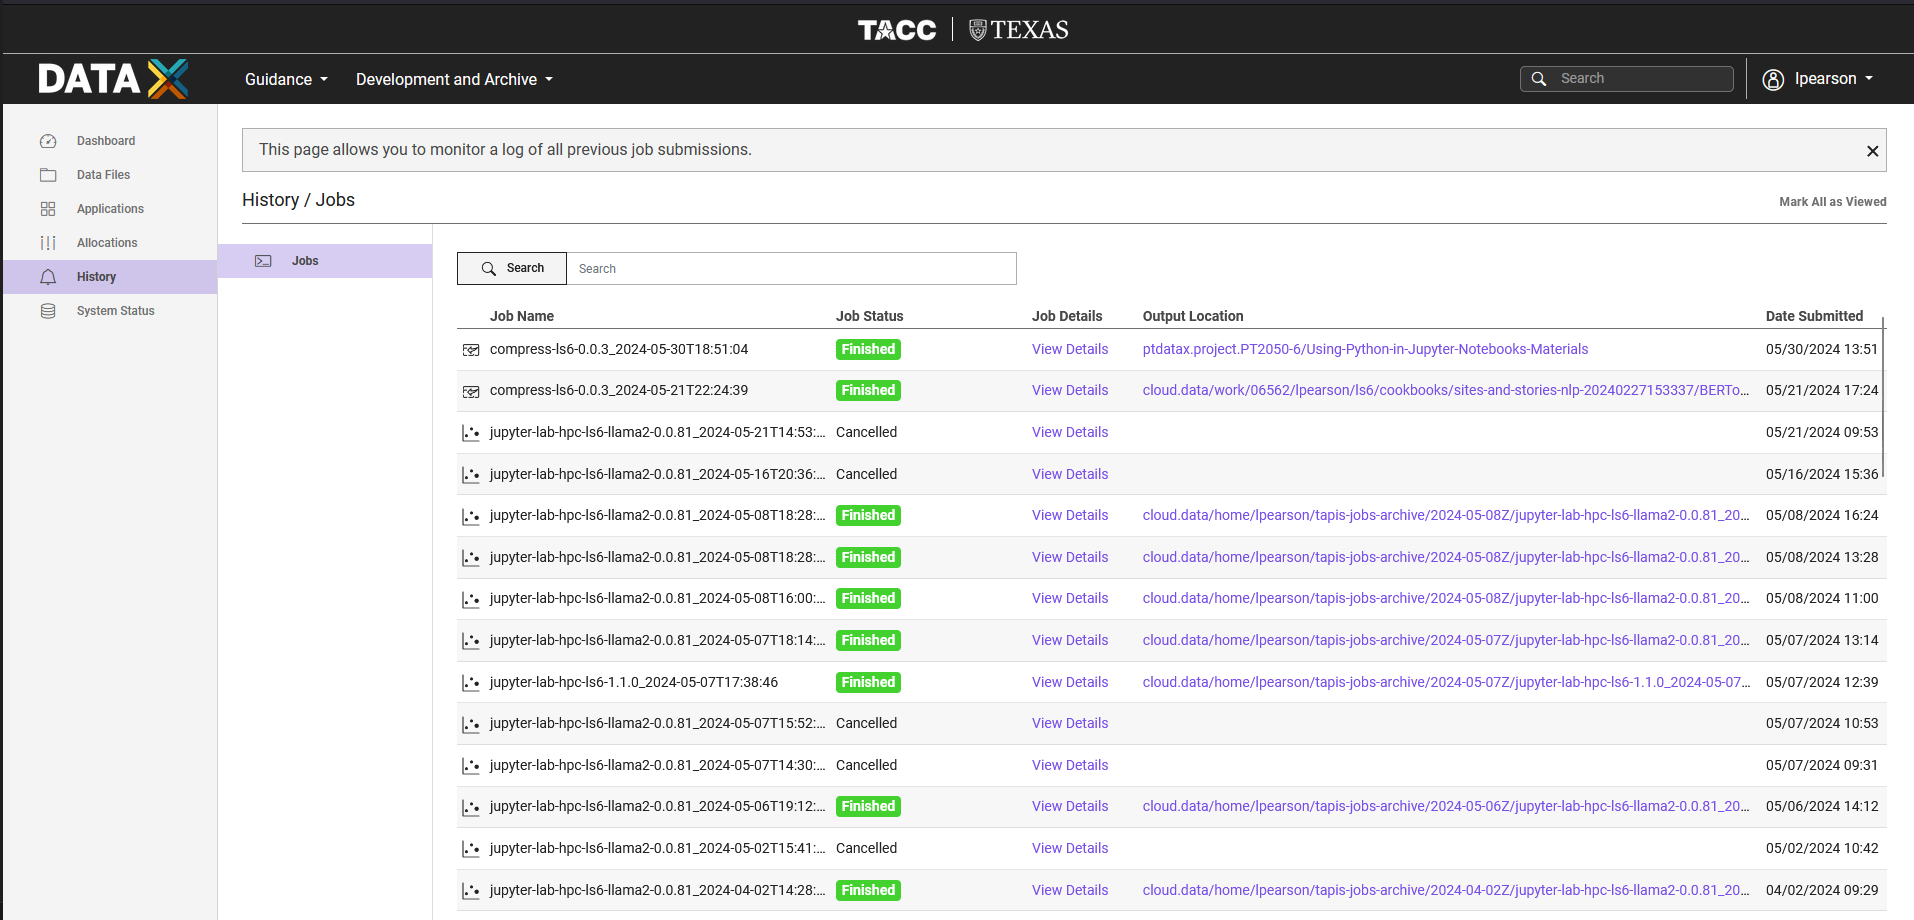 TACC TEXAS
DATA X Guidance Development and Archive Search lpearson
Dashboard
Data Files
Applications
Allocations
History
System Status
This page allows you to monitor a log of all previous job submissions.
History / Jobs Mark All as Viewed
Jobs
Search Search
Job Name Job Status Job Details Output Location Date Submitted
compress-ls6-0.0.3_2024-05-30T18:51:04 Finished View Details ptdatax.project.PT2050-6/Using-Python-in-Jupyter-Notebooks-Materials 05/30/2024 13:51
compress-ls6-0.0.3_2024-05-21T22:24:39 Finished View Details cloud.data/work/06562/lpearson/ls6/cookbooks/sites-and-stories-nlp-20240227153337/BERTo... 05/21/2024 17:24
jupyter-lab-hpc-ls6-llama2-0.0.81_2024-05-21T14:53:... Cancelled View Details 05/21/2024 09:53
jupyter-lab-hpc-ls6-llama2-0.0.81_2024-05-16T20:36:... Cancelled View Details 05/16/2024 15:36
jupyter-lab-hpc-ls6-llama2-0.0.81_2024-05-08T18:28:... Finished View Details cloud.data/home/lpearson/tapis-jobs-archive/2024-05-08Z/jupyter-lab-hpc-ls6-llama2-0.0.81_20... 05/08/2024 16:24
jupyter-lab-hpc-ls6-llama2-0.0.81_2024-05-08T18:28:... Finished View Details cloud.data/home/lpearson/tapis-jobs-archive/2024-05-08Z/jupyter-lab-hpc-ls6-llama2-0.0.81_20... 05/08/2024 13:28
jupyter-lab-hpc-ls6-llama2-0.0.81_2024-05-08T16:00:... Finished View Details cloud.data/home/lpearson/tapis-jobs-archive/2024-05-08Z/jupyter-lab-hpc-ls6-llama2-0.0.81_20... 05/08/2024 11:00
jupyter-lab-hpc-ls6-llama2-0.0.81_2024-05-07T18:14:... Finished View Details cloud.data/home/lpearson/tapis-jobs-archive/2024-05-07Z/jupyter-lab-hpc-ls6-llama2-0.0.81_20... 05/07/2024 13:14
jupyter-lab-hpc-ls6-1.1.0_2024-05-07T17:38:46 Finished View Details cloud.data/home/lpearson/tapis-jobs-archive/2024-05-07Z/jupyter-lab-hpc-ls6-1.1.0_2024-05-07... 05/07/2024 12:39
jupyter-lab-hpc-ls6-llama2-0.0.81_2024-05-07T15:52:... Cancelled View Details 05/07/2024 10:53
jupyter-lab-hpc-ls6-llama2-0.0.81_2024-05-07T14:30:... Cancelled View Details 05/07/2024 09:31
jupyter-lab-hpc-ls6-llama2-0.0.81_2024-05-06T19:12:... Finished View Details cloud.data/home/lpearson/tapis-jobs-archive/2024-05-06Z/jupyter-lab-hpc-ls6-llama2-0.0.81_20... 05/06/2024 14:12
jupyter-lab-hpc-ls6-llama2-0.0.81_2024-05-02T15:41:... Cancelled View Details 05/02/2024 10:42
jupyter-lab-hpc-ls6-llama2-0.0.81_2024-04-02T14:28:... Finished View Details cloud.data/home/lpearson/tapis-jobs-archive/2024-04-02Z/jupyter-lab-hpc-ls6-llama2-0.0.81_20... 04/02/2024 09:29